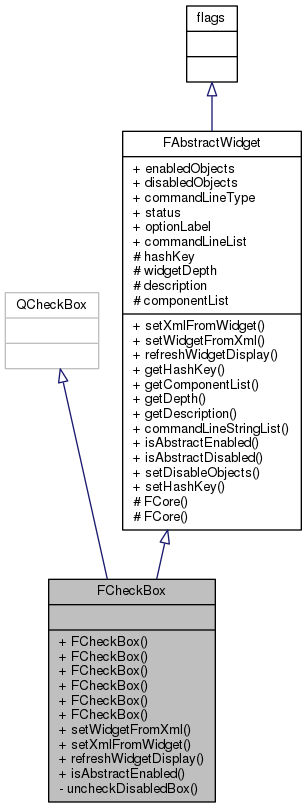 flags
FAbstractWidget
+ enabledObjects
+ disabledObjects
+ commandLineType
+ status
+ optionLabel
+ commandLineList
# hashKey
# widgetDepth
# description
# componentList
+ setXmlFromWidget()
+ setWidgetFromXml()
+ refreshWidgetDisplay()
+ getHashKey()
+ getComponentList()
+ getDepth()
+ getDescription()
+ commandLineStringList()
+ isAbstractEnabled()
+ isAbstractDisabled()
+ setDisableObjects()
+ setHashKey()
# FCore()
# FCore()
QCheckBox
FCheckBox
+ FCheckBox()
+ FCheckBox()
+ FCheckBox()
+ FCheckBox()
+ FCheckBox()
+ FCheckBox()
+ setWidgetFromXml()
+ setXmlFromWidget()
+ refreshWidgetDisplay()
+ isAbstractEnabled()
- uncheckDisabledBox()